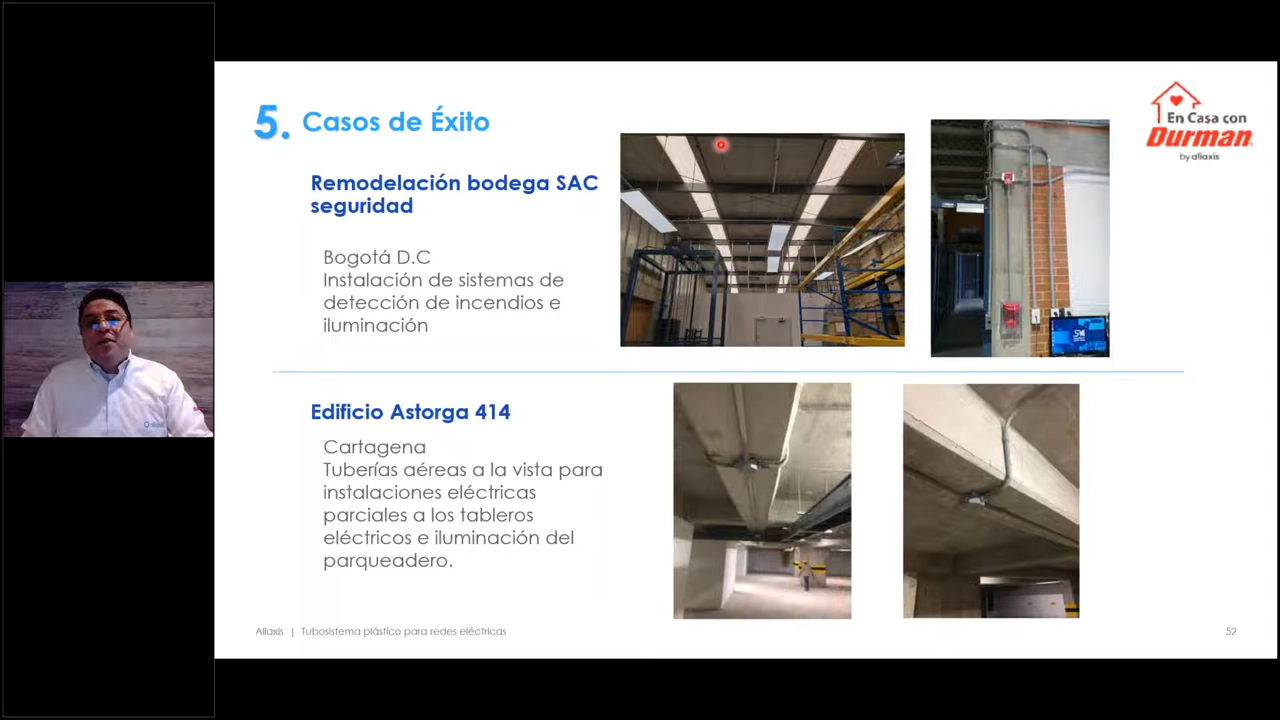 5. Casos de Éxito
En Casa con
Durman
by aliaxis
Remodelación bodega SAC
seguridad
Bogotá D.C
Instalación de sistemas de
detección de incendios e
iluminación
Edificio Astorga 414
Cartagena
Tuberías aéreas a la vista para
instalaciones eléctricas
parciales a los tableros
eléctricos e iluminación del
parqueadero.
Aliaxis | Tubosistema plástico para redes eléctricas
52